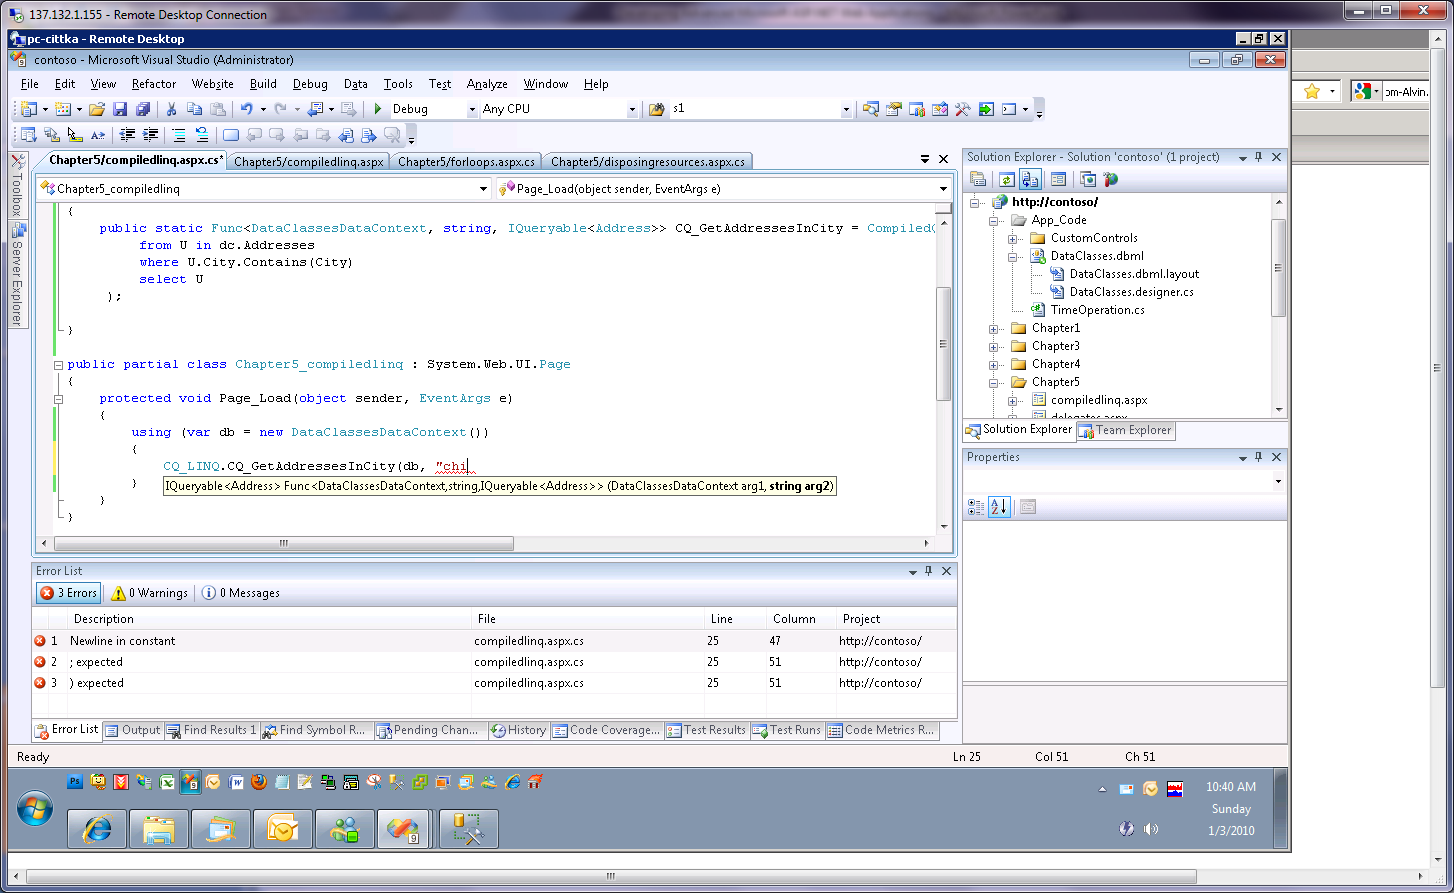 137.132.1.155 - Remote Desktop Connection
pc-cittka - Remote Desktop
contoso - Microsoft Visual Studio (Administrator)
File Edit View Refactor Website Build Debug Data Tools Test Analyze Window Help
Debug Any CPU s1
om-Alvin.
Chapter5/compiledlinq.aspx.cs* Chapter5/compiledlinq.aspx Chapter5/forloops.aspx.cs Chapter5/disposingresources.aspx.cs
Chapter5_compiledlinq Page_Load(object sender, EventArgs e)
Toolbox
Server Explorer
{
public static Func<DataClassesDataContext, string, IQueryable<Address>> CQ_GetAddressesInCity = Compiled
from U in dc.Addresses
where U.City.Contains(City)
select U
);
}
public partial class Chapter5_compiledlinq : System.Web.UI.Page
{
protected void Page_Load(object sender, EventArgs e)
{
using (var db = new DataClassesDataContext())
{
CQ_LINQ.CQ_GetAddressesInCity(db, "chi
IQueryable<Address> Func<DataClassesDataContext,string,IQueryable<Address>> (DataClassesDataContext arg1, string arg2)
}
}
}
Solution Explorer - Solution 'contoso' (1 project)
http://contoso/
App_Code
CustomControls
DataClasses.dbml
DataClasses.dbml.layout
DataClasses.designer.cs
TimeOperation.cs
Chapter1
Chapter3
Chapter4
Chapter5
compiledlinq.aspx
delegates.aspx
Solution Explorer Team Explorer
Properties
Error List
3 Errors 0 Warnings 0 Messages
Description File Line Column Project
1 Newline in constant compiledlinq.aspx.cs 25 47 http://contoso/
2 ; expected compiledlinq.aspx.cs 25 51 http://contoso/
3 ) expected compiledlinq.aspx.cs 25 51 http://contoso/
Error List Output Find Results 1 Find Symbol R... Pending Chan... History Code Coverage... Test Results Test Runs Code Metrics R...
Ready Ln 25 Col 51 Ch 51
10:40 AM
Sunday
1/3/2010